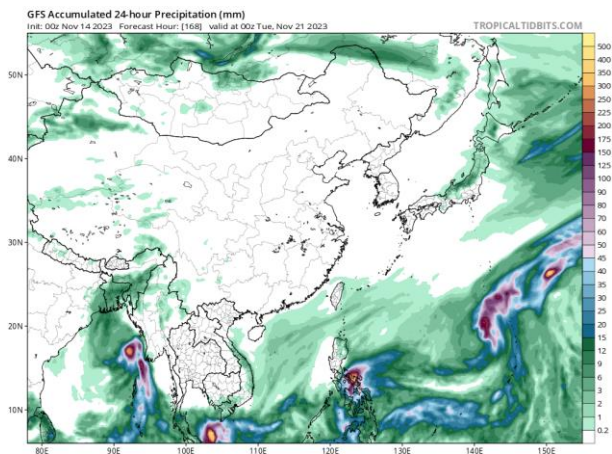 GFS Accumulated 24-hour Precipitation (mm)
Init: 00z Nov 14 2023   Forecast Hour: [168]   valid at 00z Tue, Nov 21 2023
TROPICALTIDBITS.COM
50N
40N
30N
20N
10N
80E
90E
100E
110E
120E
130E
140E
150E
500
400
350
300
250
225
200
175
150
125
100
90
80
70
60
50
45
40
35
30
25
20
15
12
9
6
3
2
1
0.2